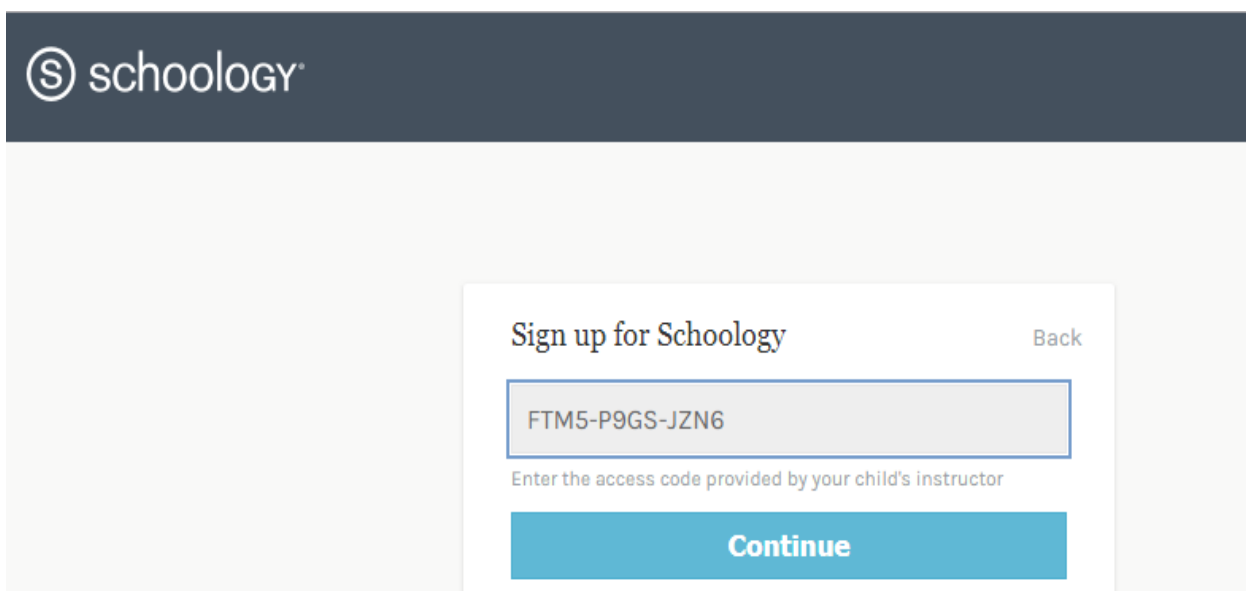 schoology
Sign up for Schoology
Back
FTM5-P9GS-JZN6
Enter the access code provided by your child's instructor
Continue